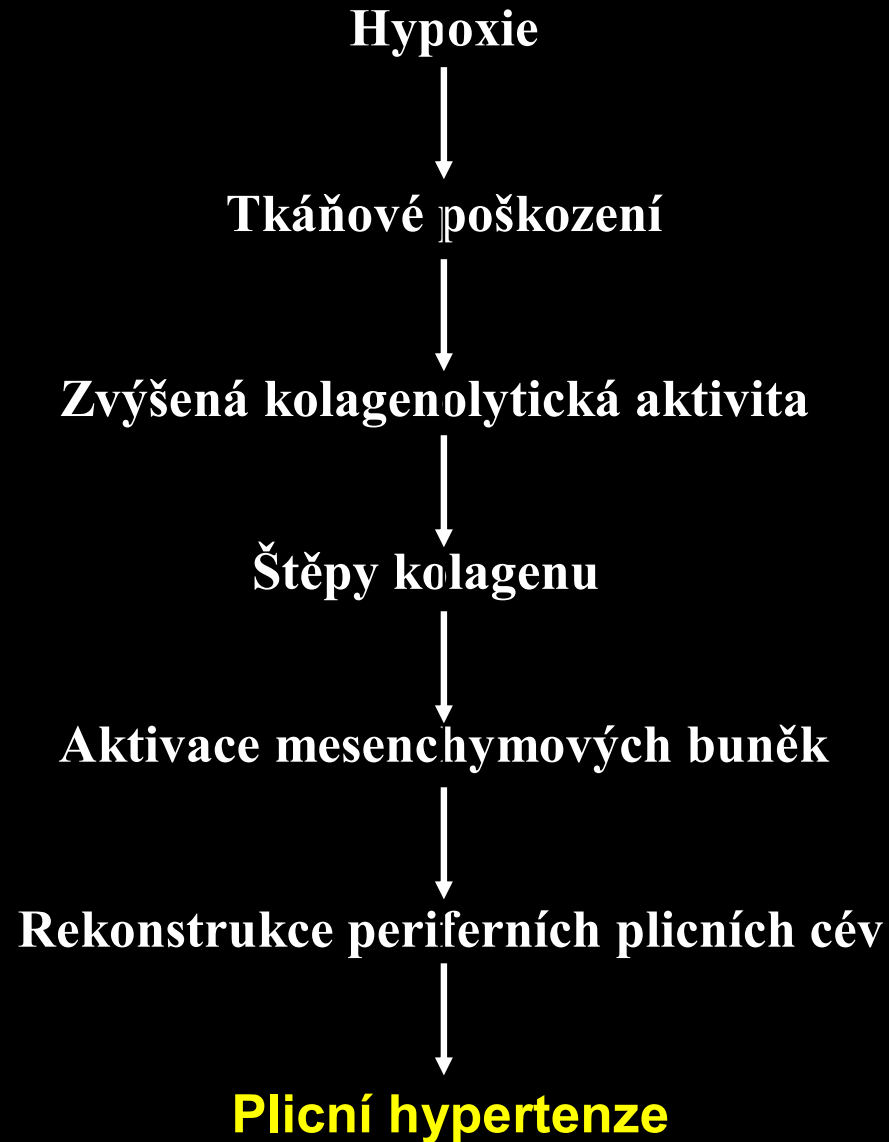 Hypoxie
Tkáňové poškození
Zvýšená kolagenolytická aktivita
Štěpy kolagenu
Aktivace mesenchymových buněk
Rekonstrukce periferních plicních cév
Plicní hypertenze